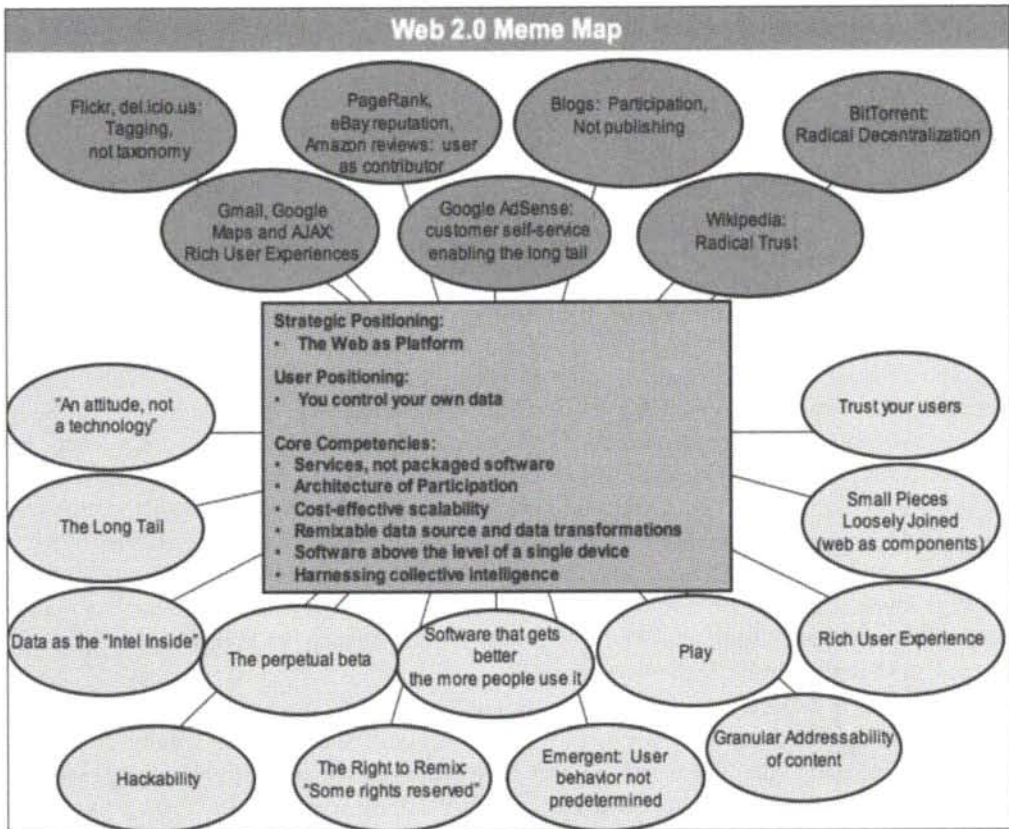 Web 2.0 Meme Map
Flickr, del.icio.us:
Tagging,
not taxonomy
PageRank,
eBay reputation,
Amazon reviews: user
as contributor
Blogs: Participation,
Not publishing
BitTorrent:
Radical Decentralization
Gmail, Google
Maps and AJAX:
Rich User Experiences
Google AdSense:
customer self-service
enabling the long tail
Wikipedia:
Radical Trust
Strategic Positioning:
• The Web as Platform
User Positioning:
• You control your own data
Core Competencies:
• Services, not packaged software
• Architecture of Participation
• Cost-effective scalability
• Remixable data source and data transformations
• Software above the level of a single device
• Harnessing collective intelligence
"An attitude, not
a technology"
Trust your users
The Long Tail
Small Pieces
Loosely Joined
(web as components)
Data as the "Intel Inside"
The perpetual beta
Software that gets
better
the more people use it
Play
Rich User Experience
Hackability
The Right to Remix:
"Some rights reserved"
Emergent: User
behavior not
predetermined
Granular Addressability
of content